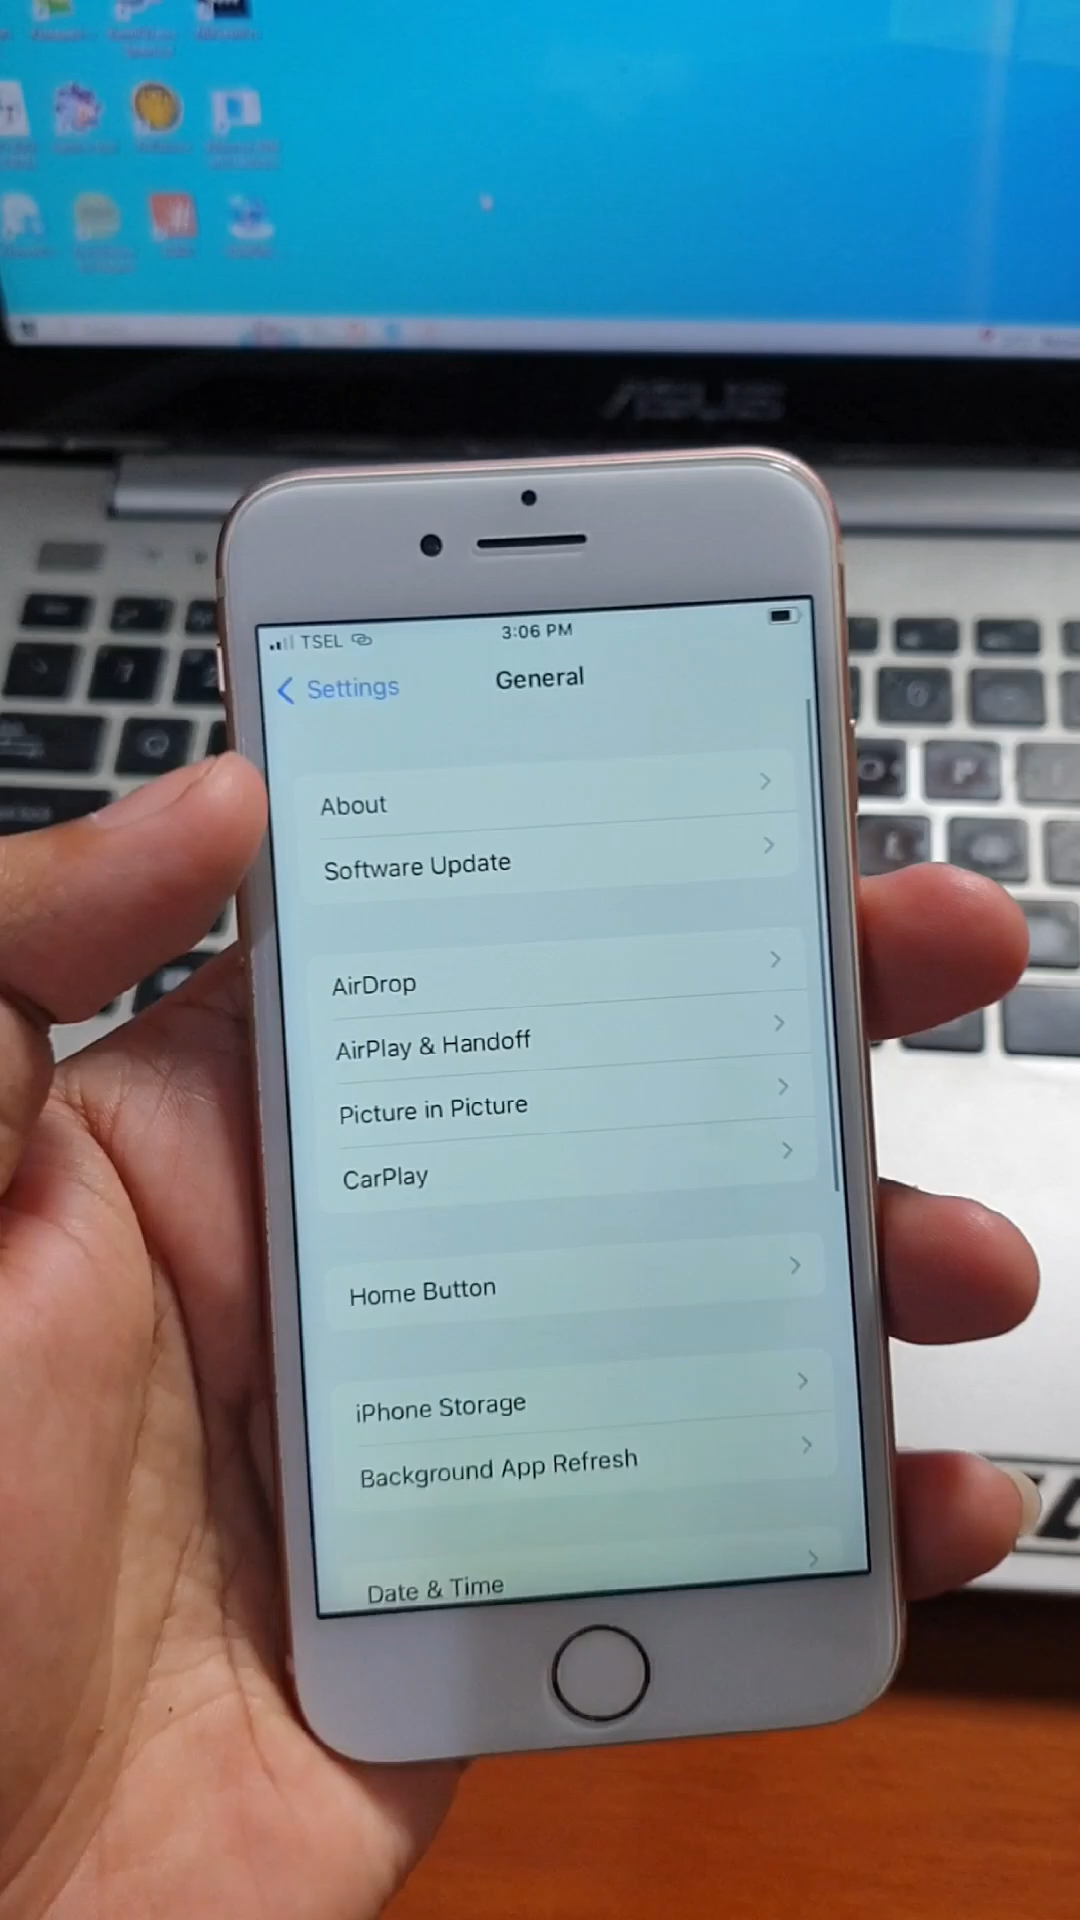 ASUS
TSEL 3:06 PM
Settings General
About
Software Update
AirDrop
AirPlay & Handoff
Picture in Picture
CarPlay
Home Button
iPhone Storage
Background App Refresh
Date & Time